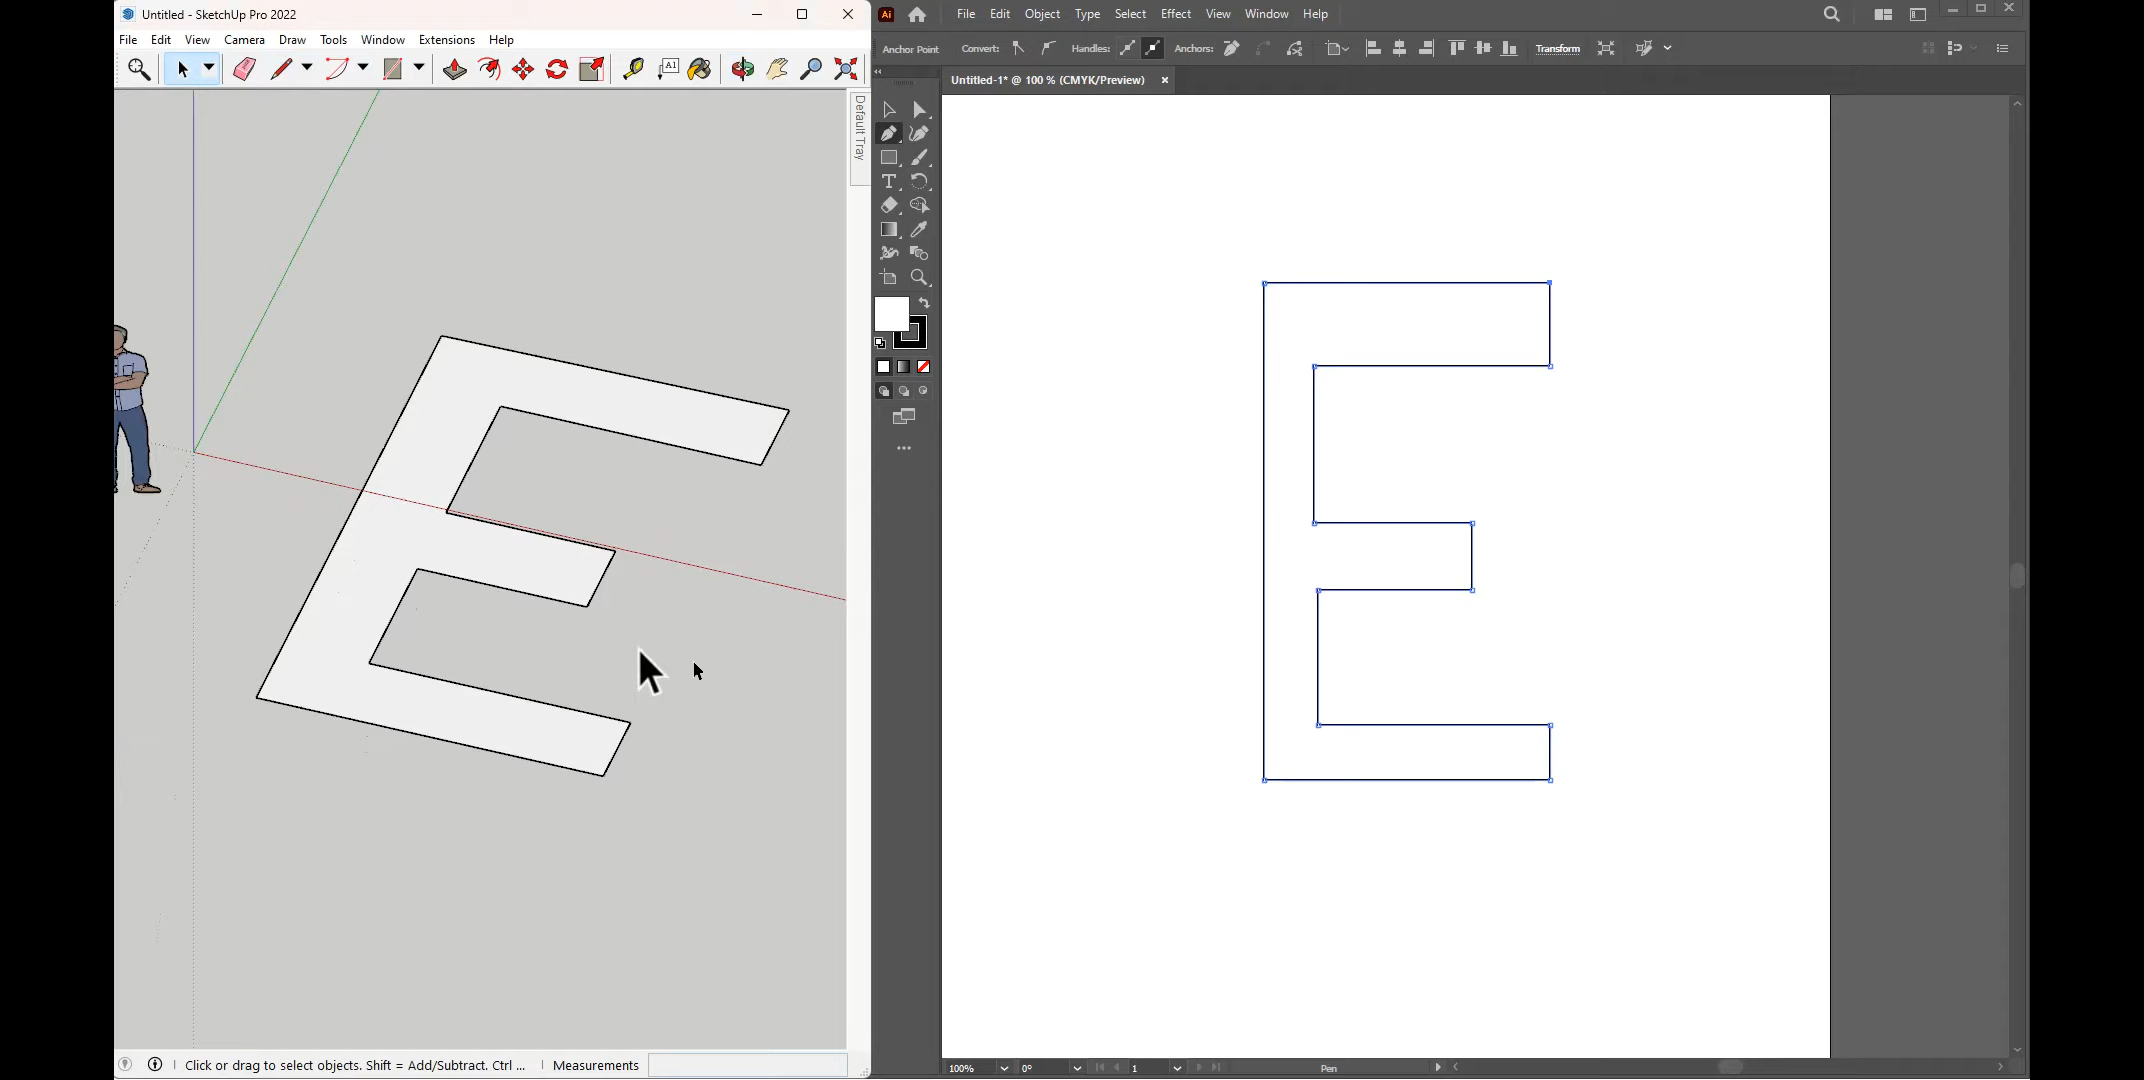 Untitled - SketchUp Pro 2022
File Edit View Camera Draw Tools Window Extensions Help
A1
Default Tray
Click or drag to select objects. Shift = Add/Subtract. Ctrl ...
Measurements
Ai
File Edit Object Type Select Effect View Window Help
Anchor Point Convert: Handles: Anchors: Transform
Untitled-1* @ 100 % (CMYK/Preview)
T
100% 0° 1 Pen